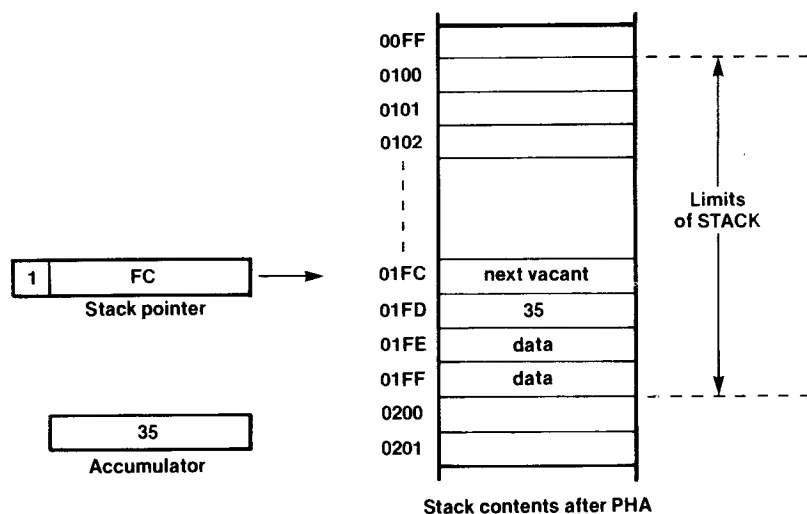 00FF
0100
0101
0102
Limits
of STACK
1 FC
Stack pointer
01FC next vacant
01FD 35
01FE data
01FF data
0200
0201
35
Accumulator
Stack contents after PHA